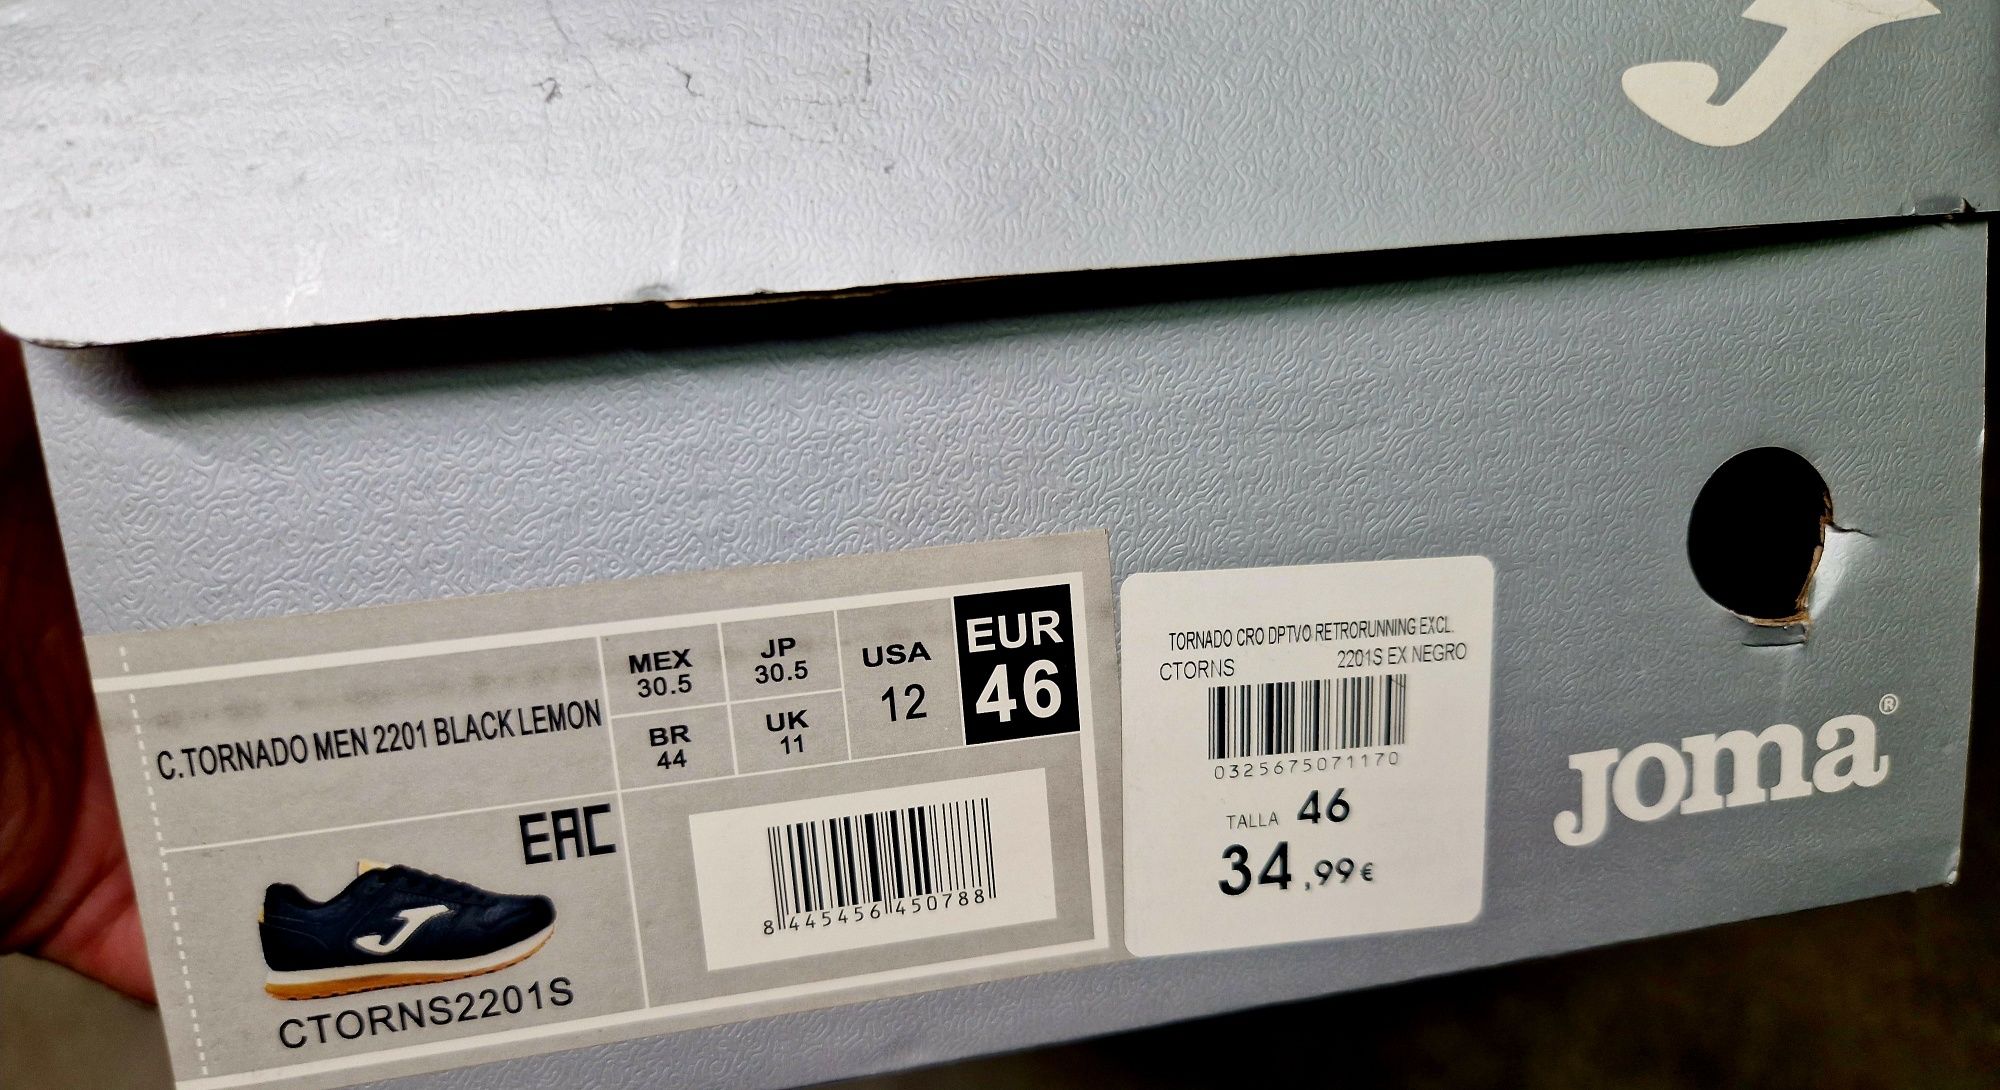 C.TORNADO MEN 2201 BLACK LEMON
MEX
30.5
JP
30.5
BR
44
UK
11
USA
12
EUR
46
EAC
CTORNS2201S
8 445456 450788
TORNADO CRO DPTVO RETRORUNNING EXCL.
CTORNS 2201S EX NEGRO
0325675071170
TALLA 46
34,99€
Joma®